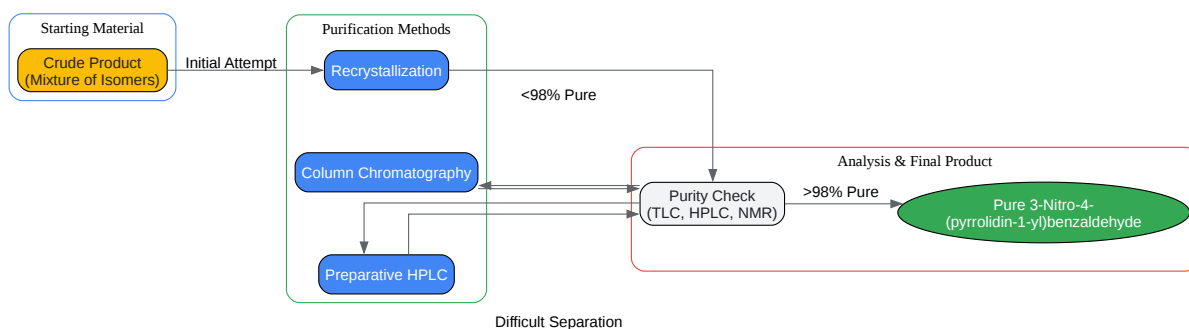 Starting Material
Crude Product
(Mixture of Isomers)
Initial Attempt
Purification Methods
Recrystallization
<98% Pure
Column Chromatography
Preparative HPLC
Analysis & Final Product
Purity Check
(TLC, HPLC, NMR)
>98% Pure
Pure 3-Nitro-4-
(pyrrolidin-1-yl)benzaldehyde
Difficult Separation